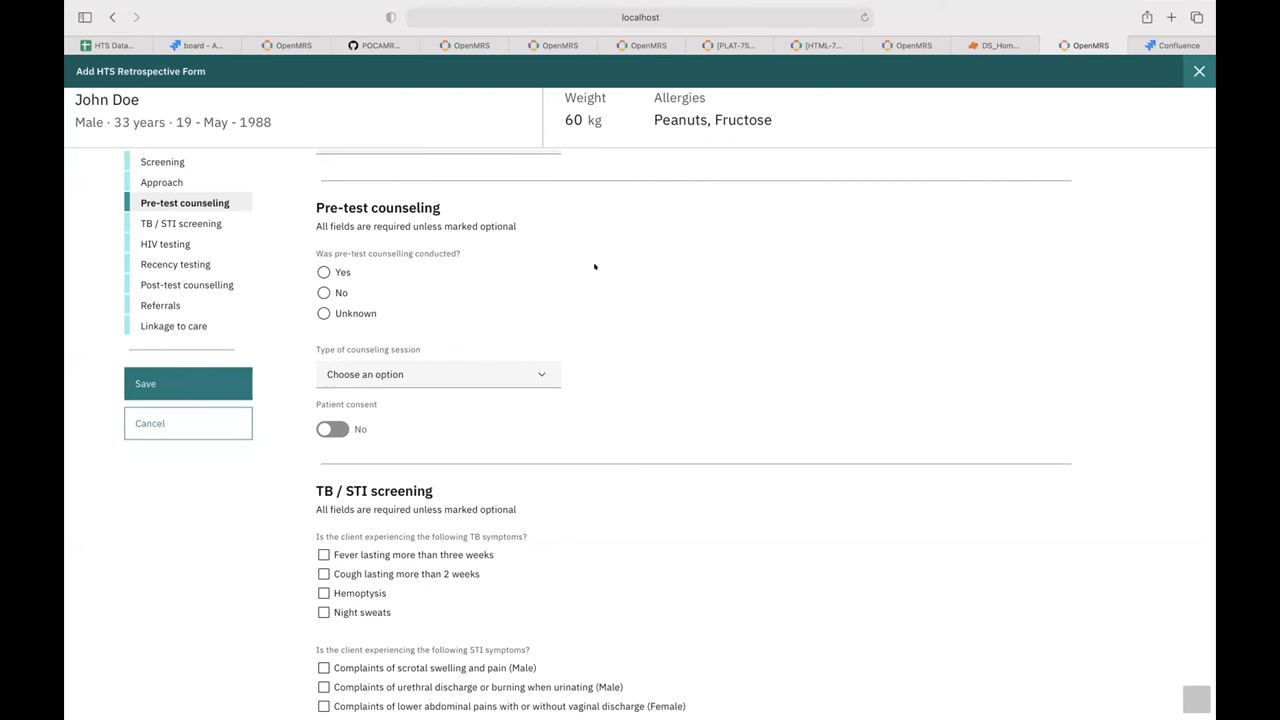 localhost
HTS Data...
board - A...
OpenMRS
POCAMR...
OpenMRS
OpenMRS
OpenMRS
[PLAT-75...
[HTML-7...
OpenMRS
DS_Hom...
OpenMRS
Confluence
Add HTS Retrospective Form
John Doe
Male · 33 years · 19 - May - 1988
Weight
60 kg
Allergies
Peanuts, Fructose
Screening
Approach
Pre-test counseling
TB / STI screening
HIV testing
Recency testing
Post-test counselling
Referrals
Linkage to care
Save
Cancel
Pre-test counseling
All fields are required unless marked optional
Was pre-test counselling conducted?
Yes
No
Unknown
Type of counseling session
Choose an option
Patient consent
No
TB / STI screening
All fields are required unless marked optional
Is the client experiencing the following TB symptoms?
Fever lasting more than three weeks
Cough lasting more than 2 weeks
Hemoptysis
Night sweats
Is the client experiencing the following STI symptoms?
Complaints of scrotal swelling and pain (Male)
Complaints of urethral discharge or burning when urinating (Male)
Complaints of lower abdominal pains with or without vaginal discharge (Female)